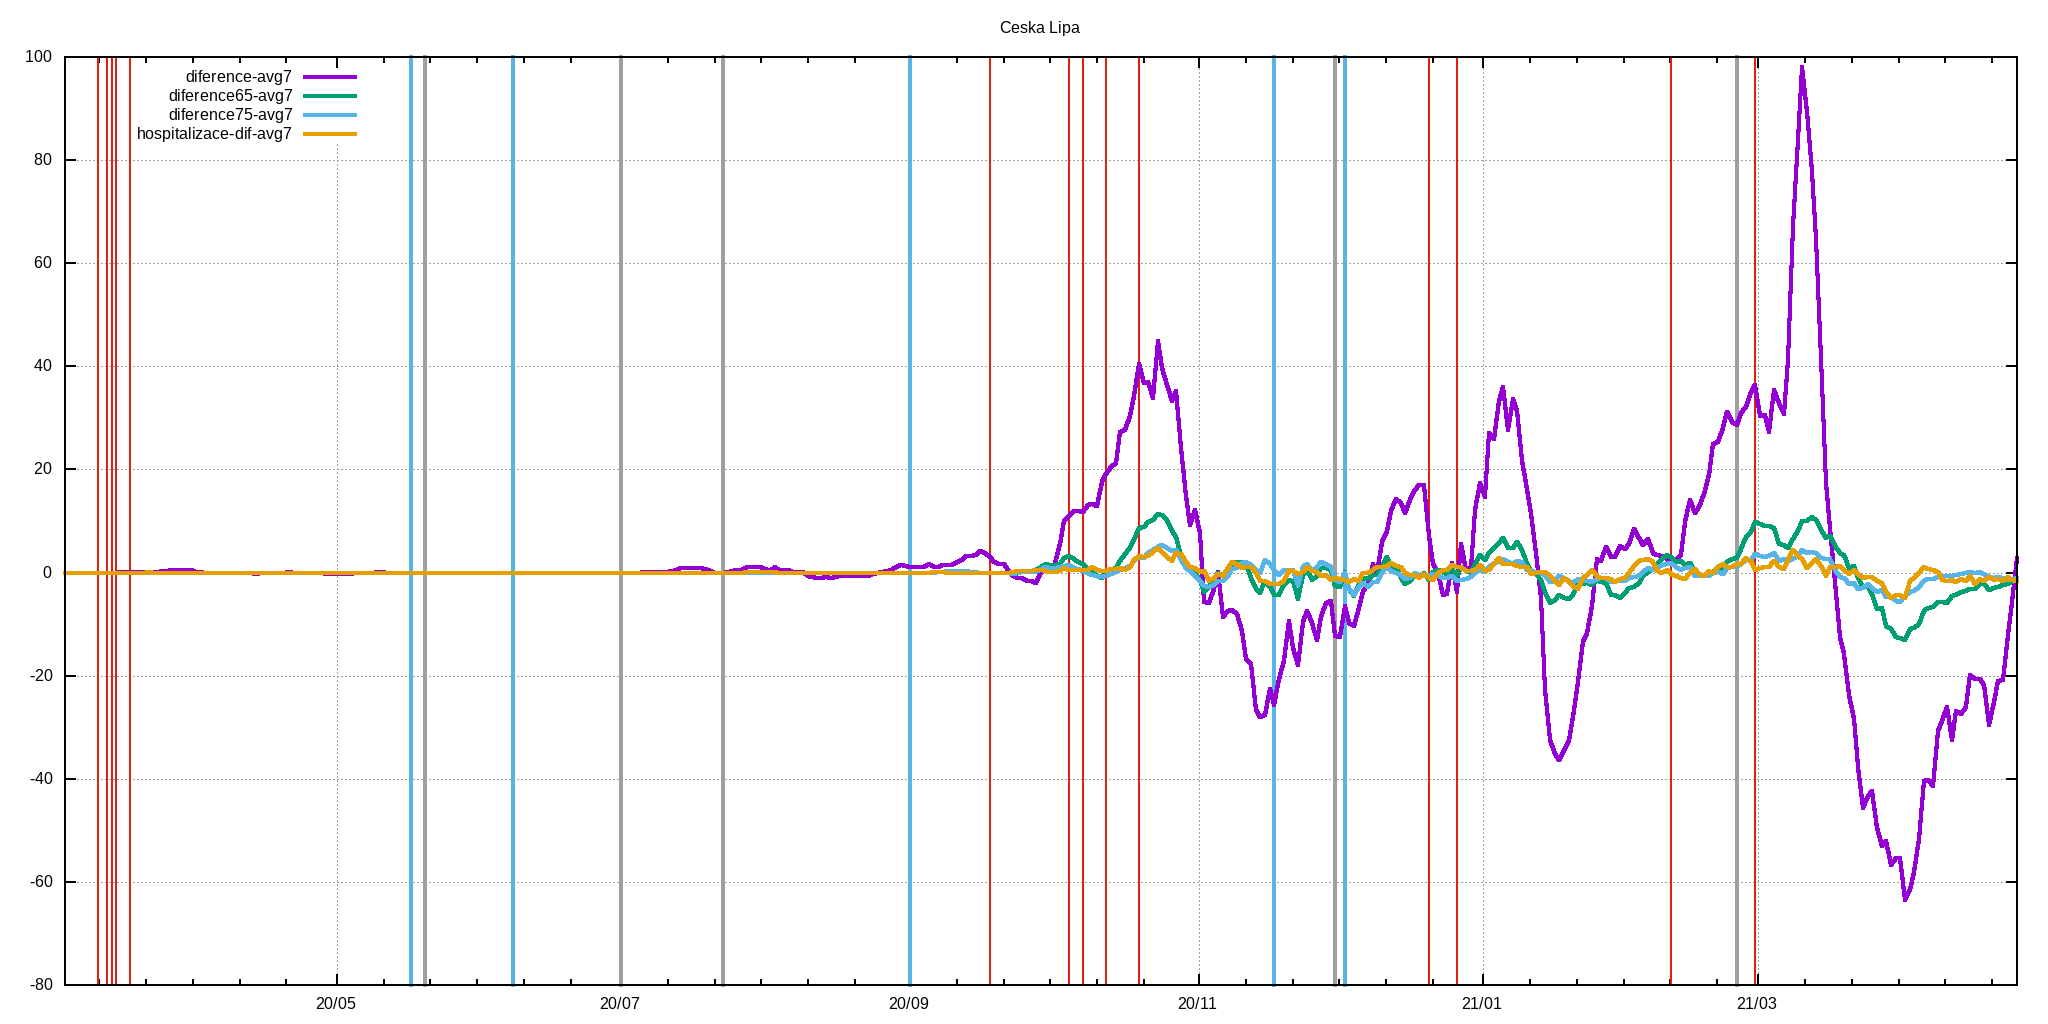 Ceska Lipa
diference-avg7
diference65-avg7
diference75-avg7
hospitalizace-dif-avg7
100
80
60
40
20
0
-20
-40
-60
-80
20/05 20/07 20/09 20/11 21/01 21/03